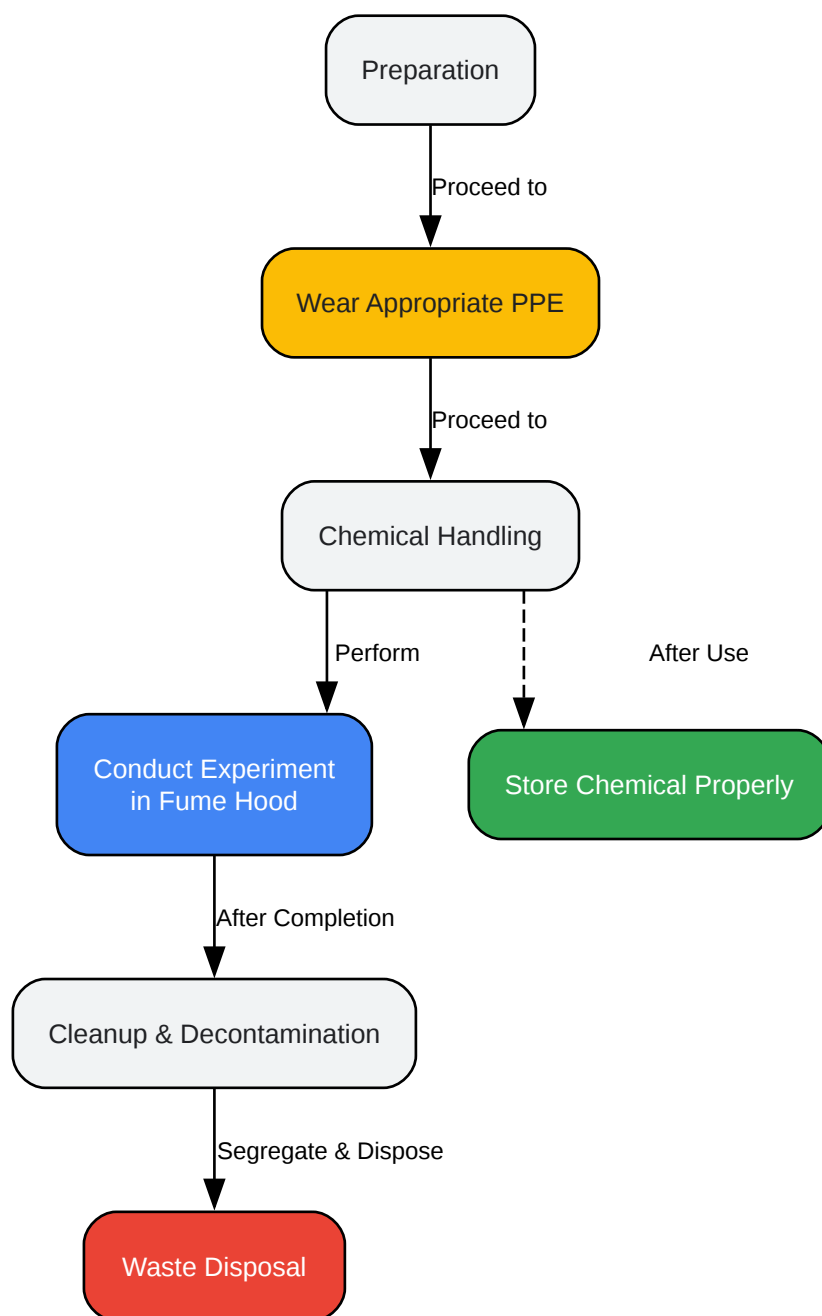 Preparation
Proceed to
Wear Appropriate PPE
Proceed to
Chemical Handling
Perform
After Use
Conduct Experiment
in Fume Hood
Store Chemical Properly
After Completion
Cleanup & Decontamination
Segregate & Dispose
Waste Disposal